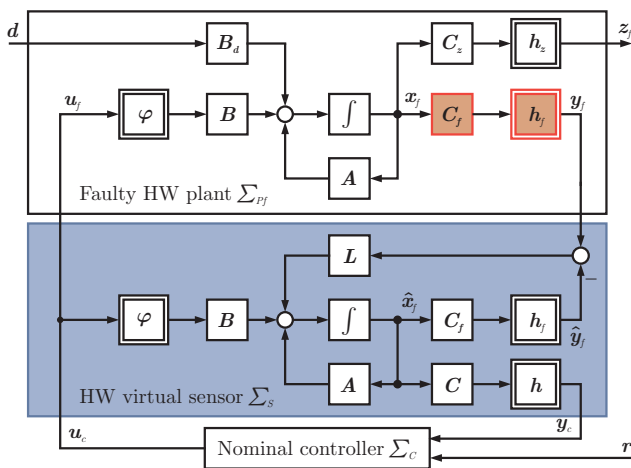 d B_d C_z h_z z_f
u_f φ B ∫ x_f C_f h_f y_f
A
Faulty HW plant Σ_Pf
L
−
φ B ∫ x̂_f C_f h_f ŷ_f
A C h
HW virtual sensor Σ_S
u_c y_c
Nominal controller Σ_C r